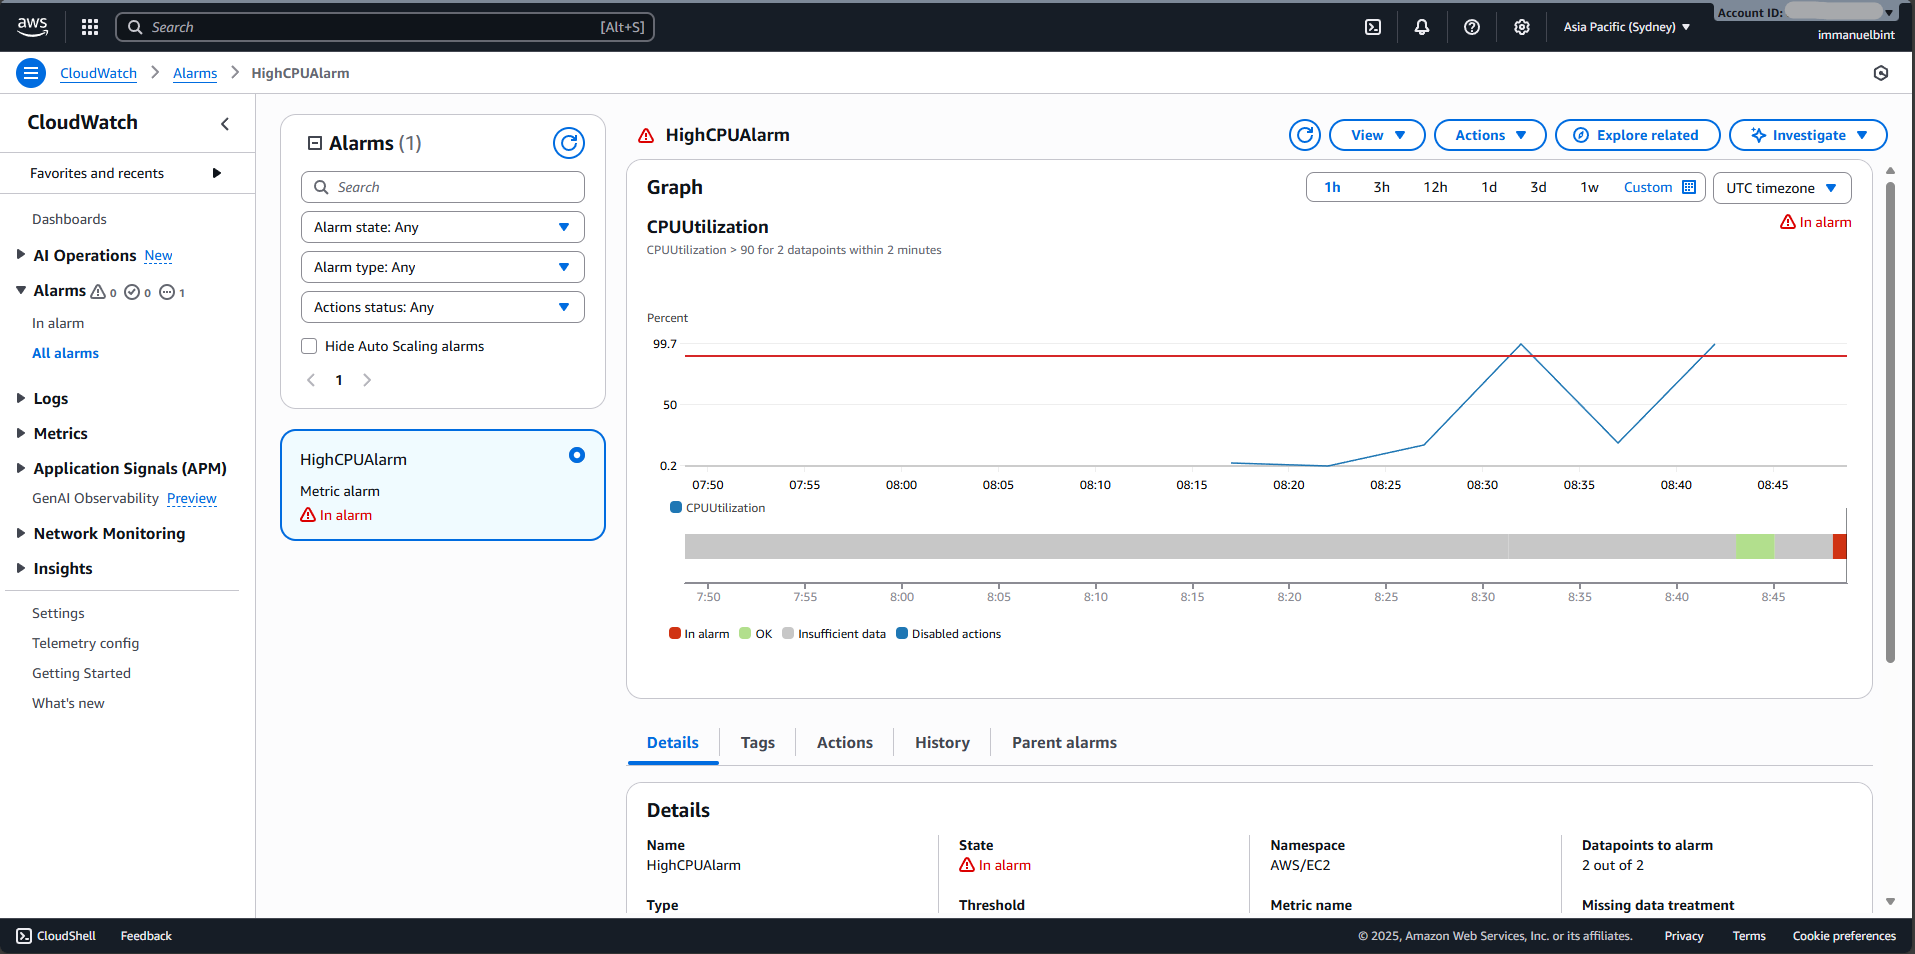 aws
Search [Alt+S]
Account ID:
Asia Pacific (Sydney)
immanuelbint
CloudWatch
Alarms
HighCPUAlarm
CloudWatch
Favorites and recents
Dashboards
AI Operations New
Alarms 0 0 1
In alarm
All alarms
Logs
Metrics
Application Signals (APM)
GenAI Observability Preview
Network Monitoring
Insights
Settings
Telemetry config
Getting Started
What's new
Alarms (1)
Search
Alarm state: Any
Alarm type: Any
Actions status: Any
Hide Auto Scaling alarms
1
HighCPUAlarm
Metric alarm
In alarm
HighCPUAlarm
View
Actions
Explore related
Investigate
Graph
1h 3h 12h 1d 3d 1w Custom
UTC timezone
CPUUtilization
In alarm
CPUUtilization > 90 for 2 datapoints within 2 minutes
Percent
99.7
50
0.2
07:50 07:55 08:00 08:05 08:10 08:15 08:20 08:25 08:30 08:35 08:40 08:45
CPUUtilization
7:50 7:55 8:00 8:05 8:10 8:15 8:20 8:25 8:30 8:35 8:40 8:45
In alarm OK Insufficient data Disabled actions
Details Tags Actions History Parent alarms
Details
Name
HighCPUAlarm
State
In alarm
Namespace
AWS/EC2
Datapoints to alarm
2 out of 2
Type
Threshold
Metric name
Missing data treatment
CloudShell Feedback
© 2025, Amazon Web Services, Inc. or its affiliates. Privacy Terms Cookie preferences